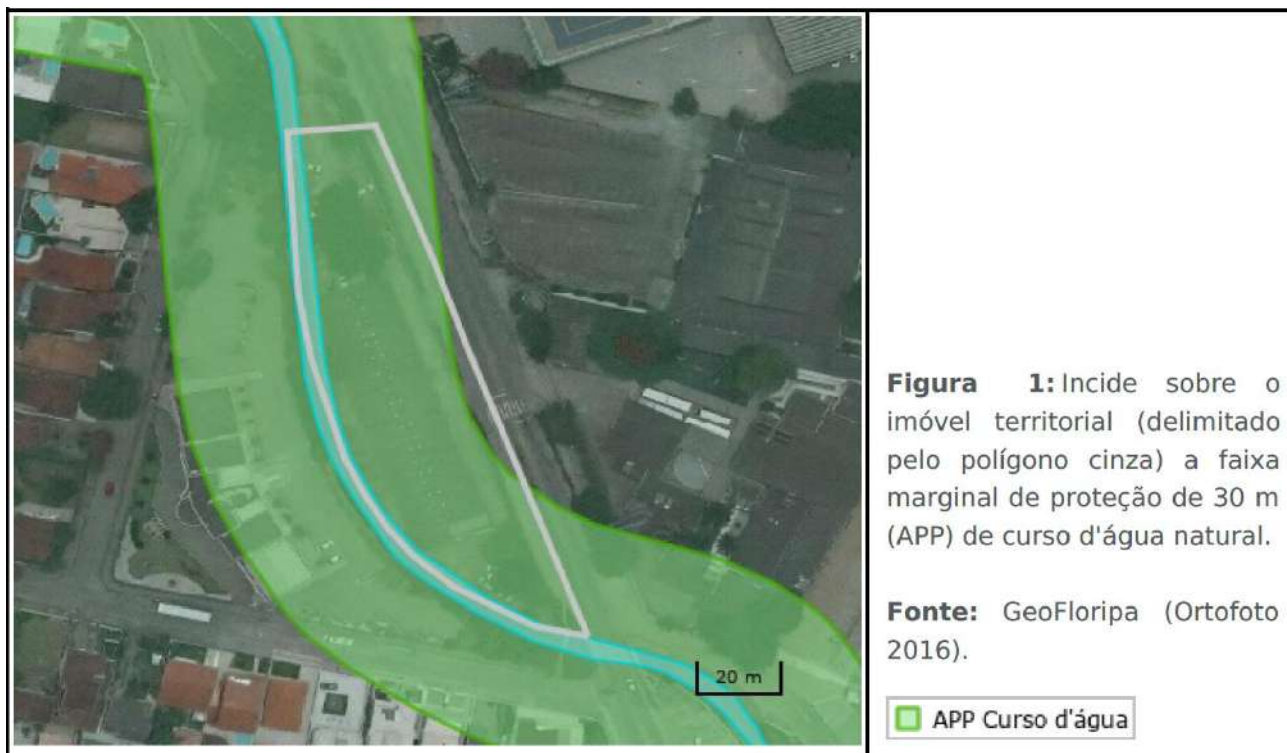 20 m
Figura 1: Incide sobre o
imóvel territorial (delimitado
pelo polígono cinza) a faixa
marginal de proteção de 30 m
(APP) de curso d'água natural.
Fonte: GeoFloripa (Ortofoto
2016).
APP Curso d'água